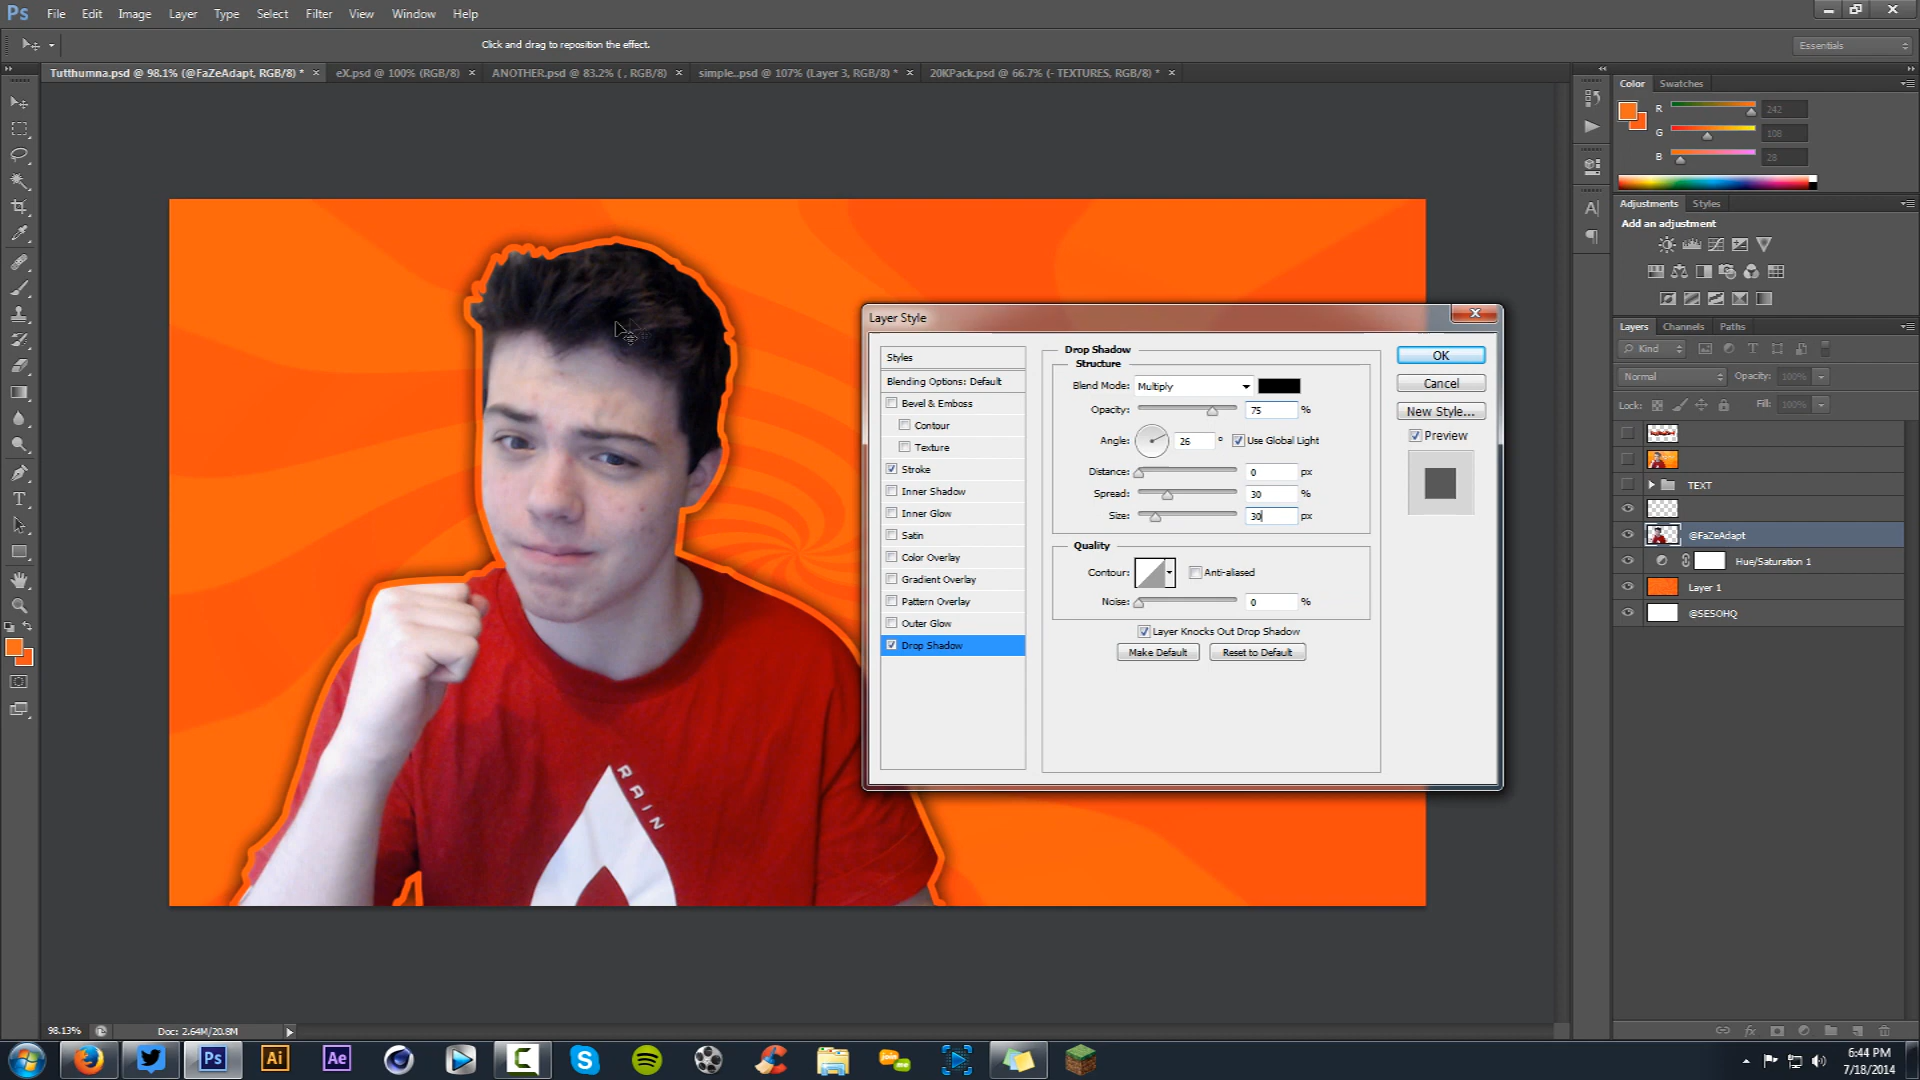 Ps File Edit Image Layer Type Select Filter View Window Help
Click and drag to reposition the effect.
Essentials
Tutthumna.psd @ 98.1% (@FaZeAdapt, RGB/8) *
eX.psd @ 100% (RGB/8)
ANOTHER.psd @ 83.2% ( , RGB/8)
simple..psd @ 107% (Layer 3, RGB/8) *
20KPack.psd @ 66.7% (- TEXTURES, RGB/8) *
Color Swatches
R 242
G 108
B 28
Adjustments Styles
Add an adjustment
Layers Channels Paths
Kind
Normal Opacity: 100%
Lock: Fill: 100%
TEXT
@FaZeAdapt
Hue/Saturation 1
Layer 1
@SESOHQ
Layer Style
Styles
Blending Options: Default
Bevel & Emboss
Contour
Texture
Stroke
Inner Shadow
Inner Glow
Satin
Color Overlay
Gradient Overlay
Pattern Overlay
Outer Glow
Drop Shadow
Drop Shadow
Structure
Blend Mode: Multiply
Opacity: 75 %
Angle: 26 ° Use Global Light
Distance: 0 px
Spread: 30 %
Size: 30 px
Quality
Contour: Anti-aliased
Noise: 0 %
Layer Knocks Out Drop Shadow
Make Default Reset to Default
OK
Cancel
New Style...
Preview
RAIN
98.13% Doc: 2.64M/20.8M
Ps Ai Ae C S join me
6:44 PM
7/18/2014